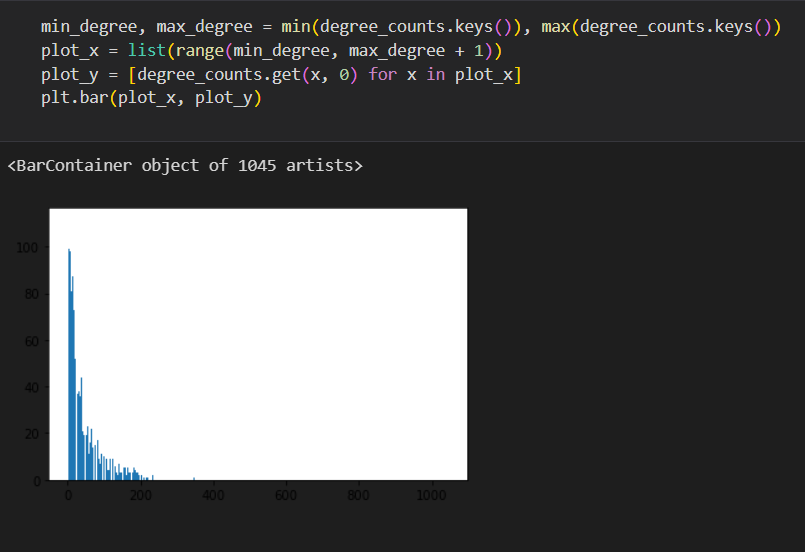 min_degree, max_degree = min(degree_counts.keys()), max(degree_counts.keys())
plot_x = list(range(min_degree, max_degree + 1))
plot_y = [degree_counts.get(x, 0) for x in plot_x]
plt.bar(plot_x, plot_y)
<BarContainer object of 1045 artists>
100
80
60
40
20
0
0 200 400 600 800 1000